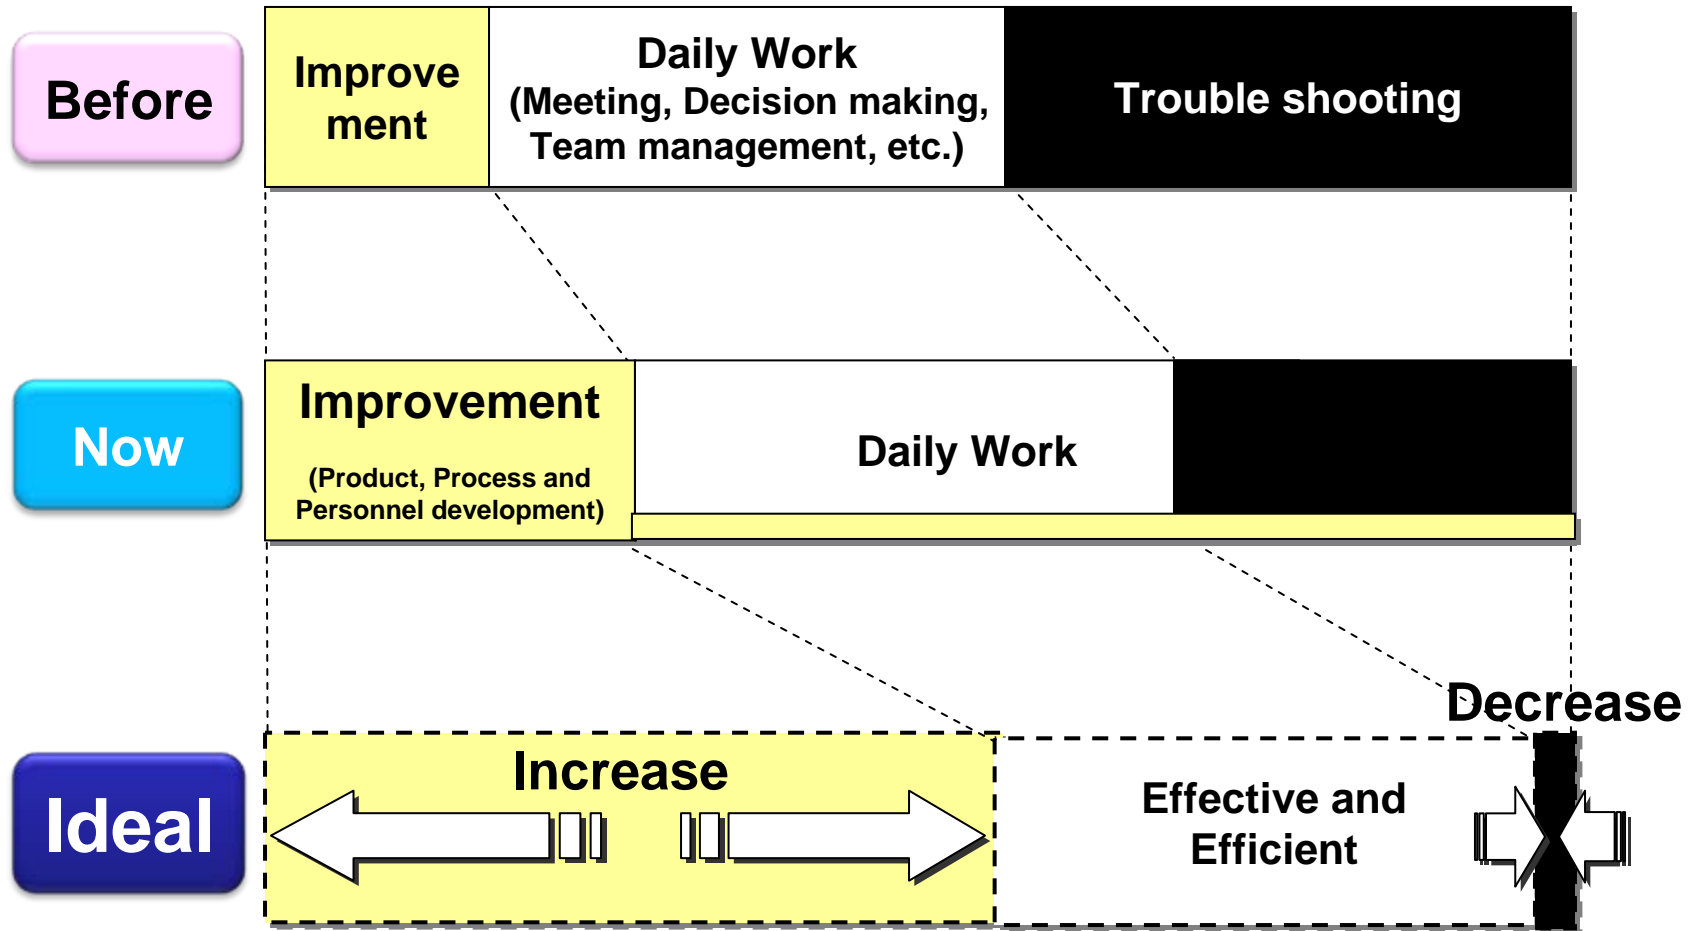 Before
Improve
ment
Daily Work
(Meeting, Decision making,
Team management, etc.)
Trouble shooting
Now
Improvement
(Product, Process and
Personnel development)
Daily Work
Decrease
Ideal
Increase
Effective and
Efficient